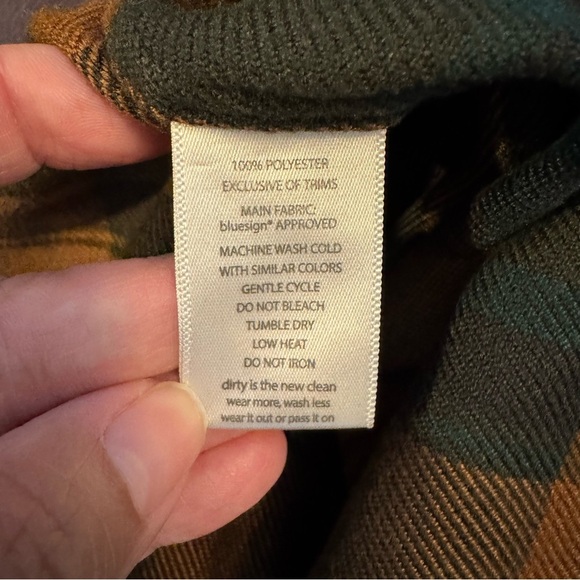 100% POLYESTER
EXCLUSIVE OF TRIMS
MAIN FABRIC:
bluesign® APPROVED
MACHINE WASH COLD
WITH SIMILAR COLORS
GENTLE CYCLE
DO NOT BLEACH
TUMBLE DRY
LOW HEAT
DO NOT IRON
dirty is the new clean
wear more, wash less
wear it out or pass it on